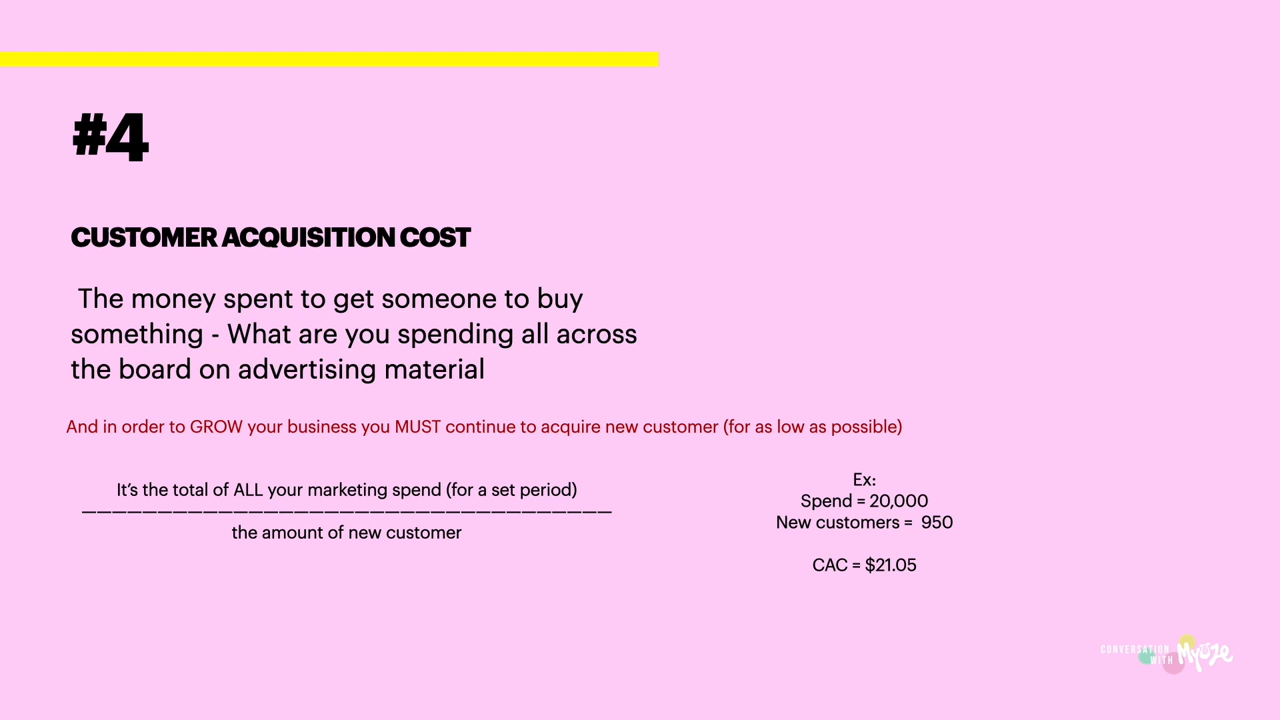 #4
CUSTOMER ACQUISITION COST
The money spent to get someone to buy
something - What are you spending all across
the board on advertising material
And in order to GROW your business you MUST continue to acquire new customer (for as low as possible)
It’s the total of ALL your marketing spend (for a set period)
————————————————————————————————————
the amount of new customer
Ex:
Spend = 20,000
New customers =  950
CAC = $21.05
CONVERSATION
WITH Myuze